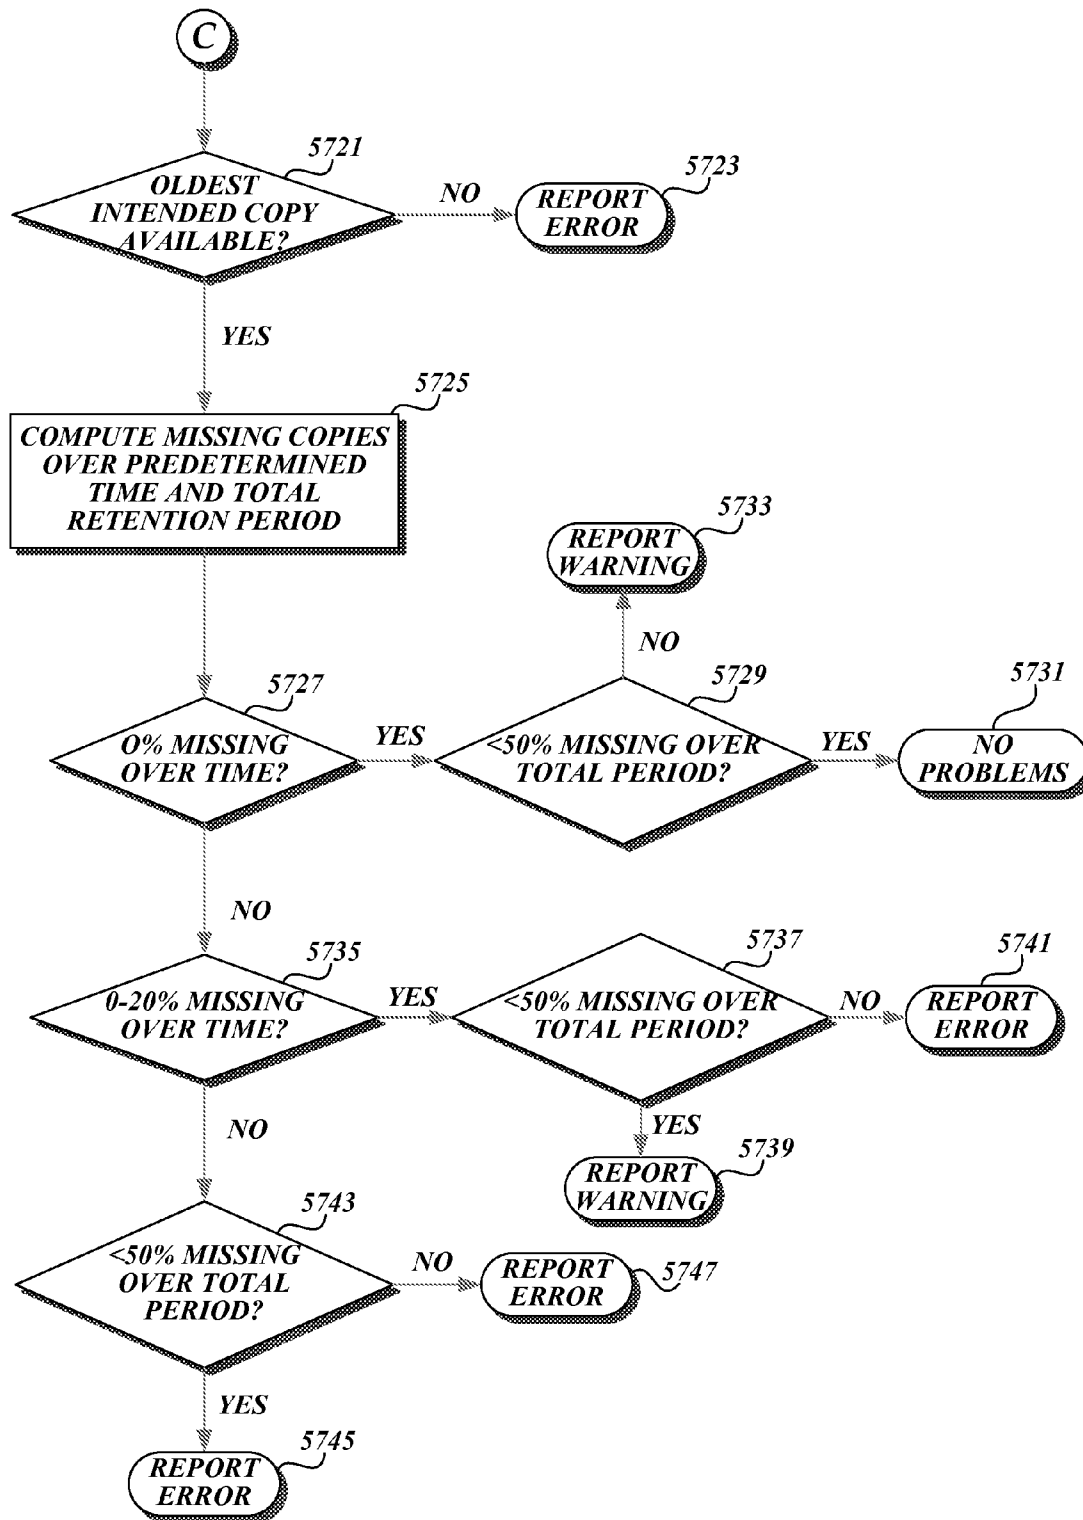 C
5721
OLDEST
INTENDED COPY
AVAILABLE?
NO
REPORT
ERROR
5723
YES
5725
COMPUTE MISSING COPIES
OVER PREDETERMINED
TIME AND TOTAL
RETENTION PERIOD
5733
REPORT
WARNING
NO
5727
O% MISSING
OVER TIME?
YES
5729
<50% MISSING OVER
TOTAL PERIOD?
YES
5731
NO
PROBLEMS
NO
5735
0-20% MISSING
OVER TIME?
YES
5737
<50% MISSING OVER
TOTAL PERIOD?
NO
5741
REPORT
ERROR
YES
5739
REPORT
WARNING
NO
5743
<50% MISSING
OVER TOTAL
PERIOD?
NO
REPORT
ERROR
5747
YES
5745
REPORT
ERROR